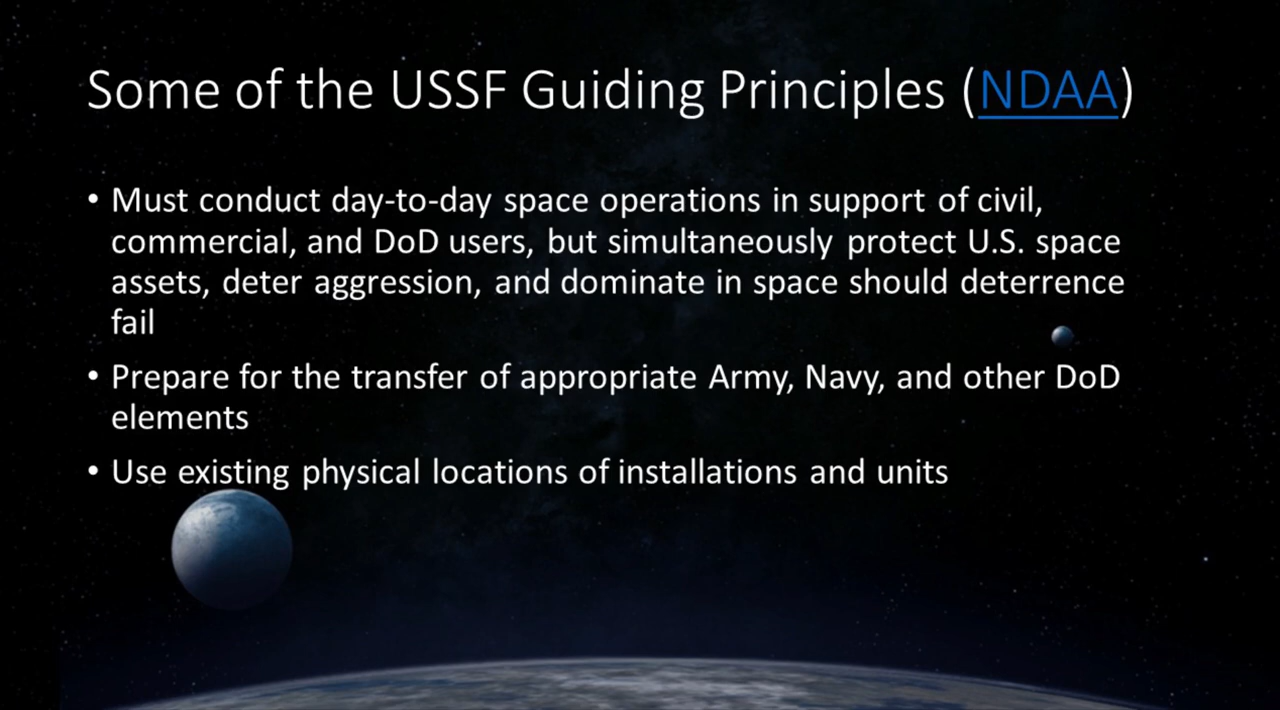 Some of the USSF Guiding Principles (NDAA)
• Must conduct day-to-day space operations in support of civil,
commercial, and DoD users, but simultaneously protect U.S. space
assets, deter aggression, and dominate in space should deterrence
fail
• Prepare for the transfer of appropriate Army, Navy, and other DoD
elements
• Use existing physical locations of installations and units